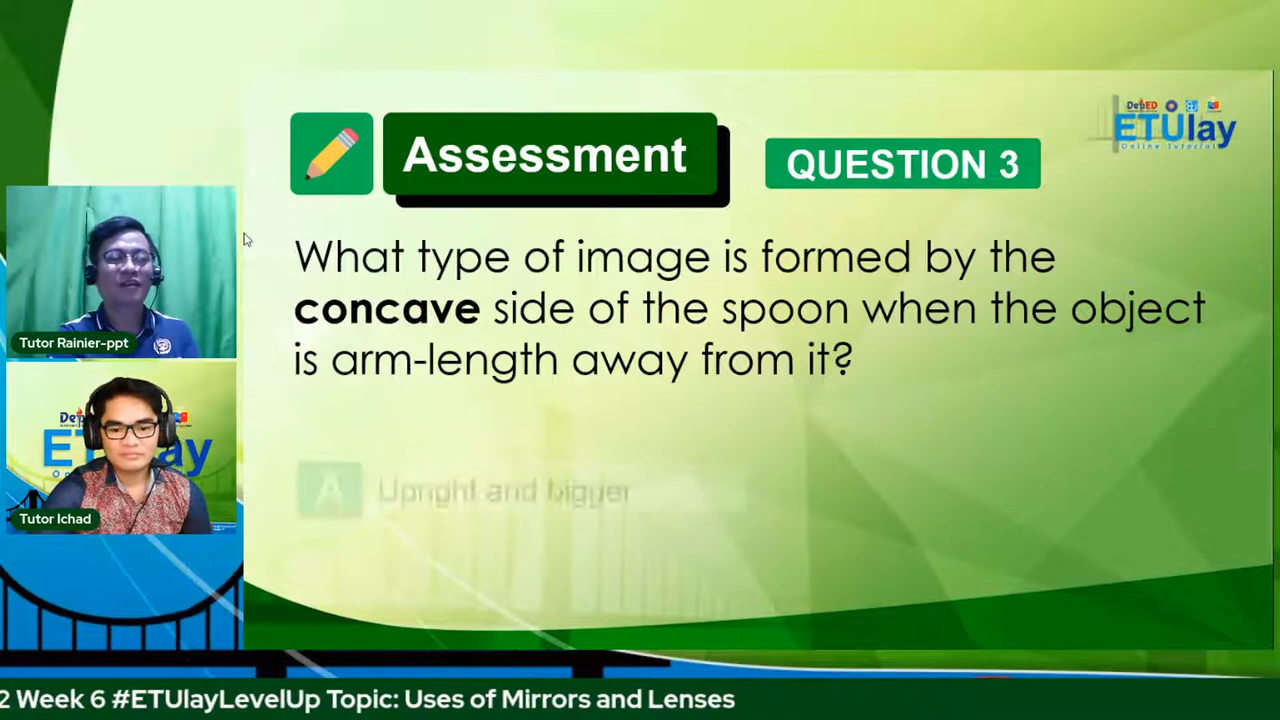 Assessment
QUESTION 3
DepED
ETUlay
Online Tutorial
What type of image is formed by the
concave side of the spoon when the object
is arm-length away from it?
A Upright and bigger
Tutor Rainier-ppt
Tutor Ichad
2 Week 6 #ETUlayLevelUp Topic: Uses of Mirrors and Lenses